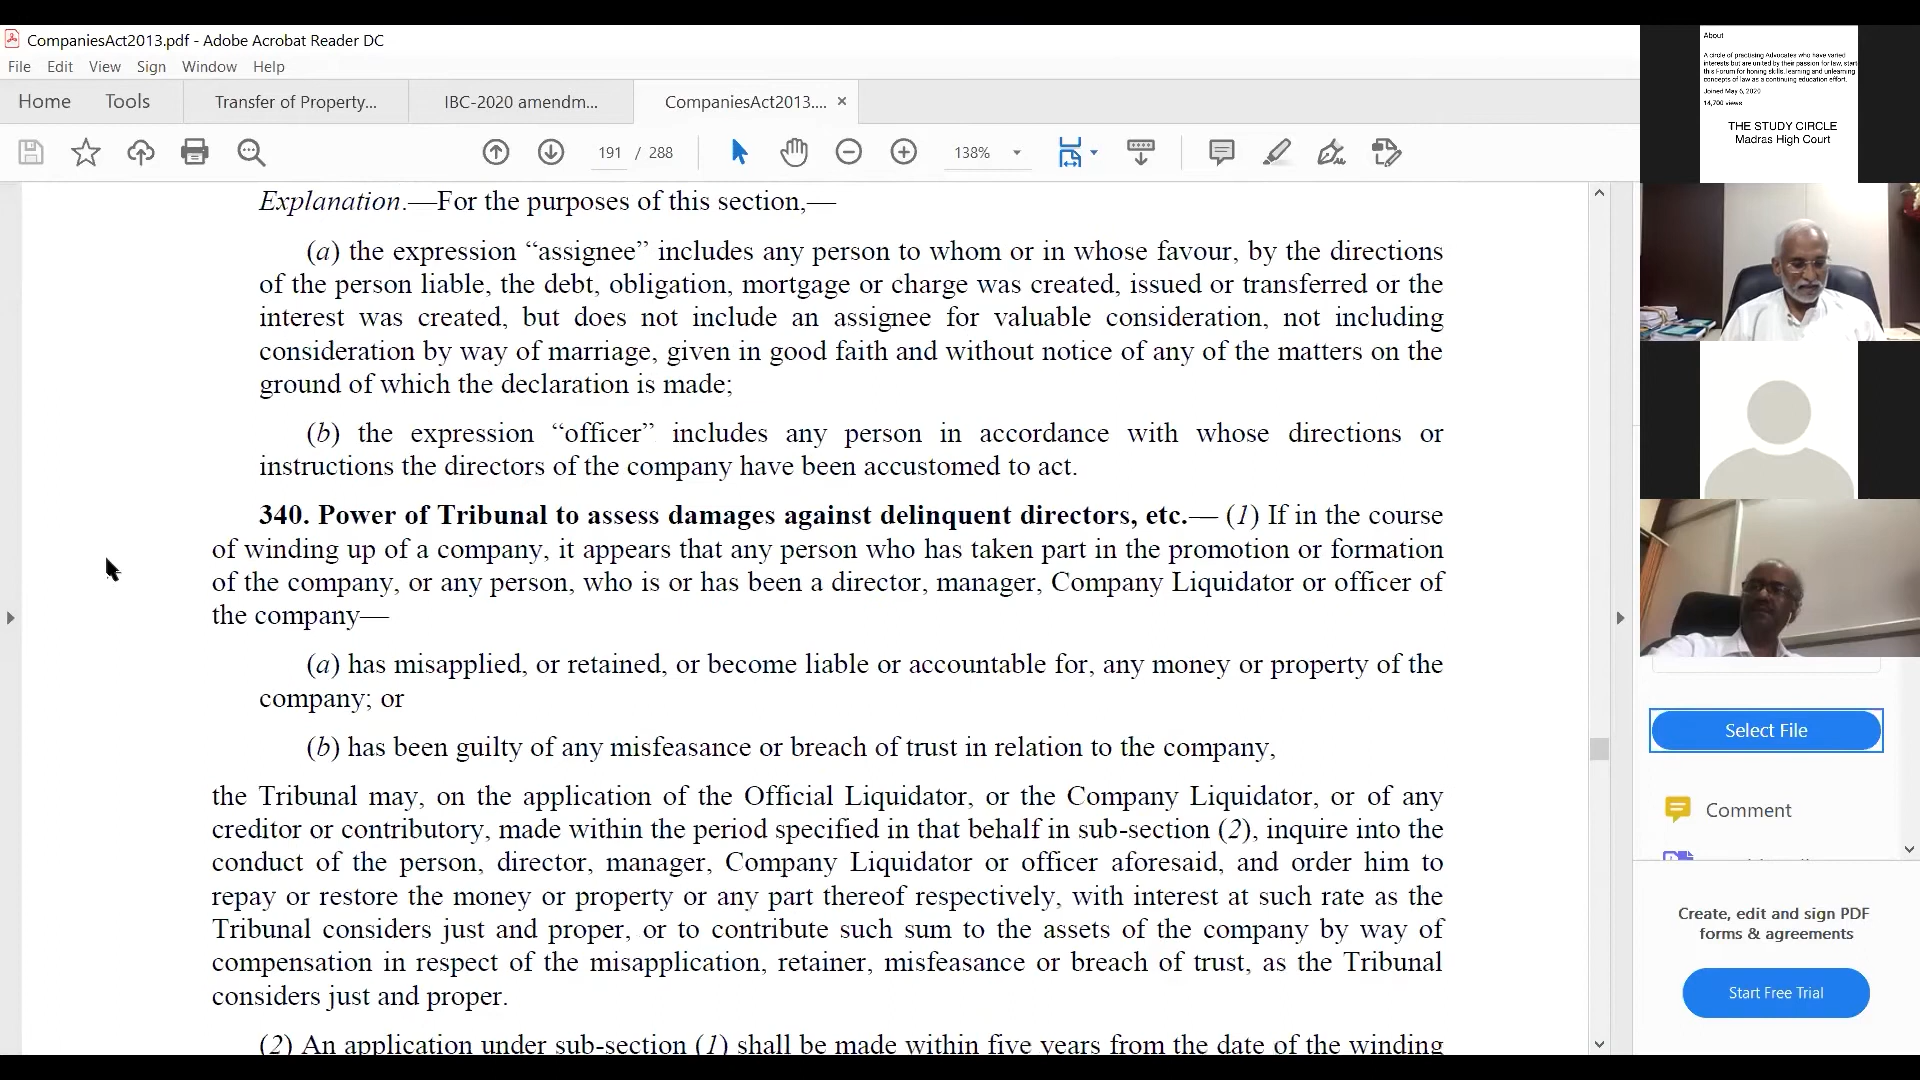 CompaniesAct2013.pdf - Adobe Acrobat Reader DC
File Edit View Sign Window Help
Home Tools Transfer of Property... IBC-2020 amendm... CompaniesAct2013.... ×
191 / 288 138%
Explanation.—For the purposes of this section,—
(a) the expression “assignee” includes any person to whom or in whose favour, by the directions
of the person liable, the debt, obligation, mortgage or charge was created, issued or transferred or the
interest was created, but does not include an assignee for valuable consideration, not including
consideration by way of marriage, given in good faith and without notice of any of the matters on the
ground of which the declaration is made;
(b) the expression “officer” includes any person in accordance with whose directions or
instructions the directors of the company have been accustomed to act.
340. Power of Tribunal to assess damages against delinquent directors, etc.— (1) If in the course
of winding up of a company, it appears that any person who has taken part in the promotion or formation
of the company, or any person, who is or has been a director, manager, Company Liquidator or officer of
the company—
(a) has misapplied, or retained, or become liable or accountable for, any money or property of the
company; or
(b) has been guilty of any misfeasance or breach of trust in relation to the company,
the Tribunal may, on the application of the Official Liquidator, or the Company Liquidator, or of any
creditor or contributory, made within the period specified in that behalf in sub-section (2), inquire into the
conduct of the person, director, manager, Company Liquidator or officer aforesaid, and order him to
repay or restore the money or property or any part thereof respectively, with interest at such rate as the
Tribunal considers just and proper, or to contribute such sum to the assets of the company by way of
compensation in respect of the misapplication, retainer, misfeasance or breach of trust, as the Tribunal
considers just and proper.
(2) An application under sub-section (1) shall be made within five years from the date of the winding
About
A circle of practising Advocates who have varied
interests but are united by their passion for law, start
this Forum for honing skills, learning and unlearning
concepts of law as a continuing education effort.
Joined May 6, 2020
14,700 views
THE STUDY CIRCLE
Madras High Court
Select File
Comment
Create, edit and sign PDF
forms & agreements
Start Free Trial